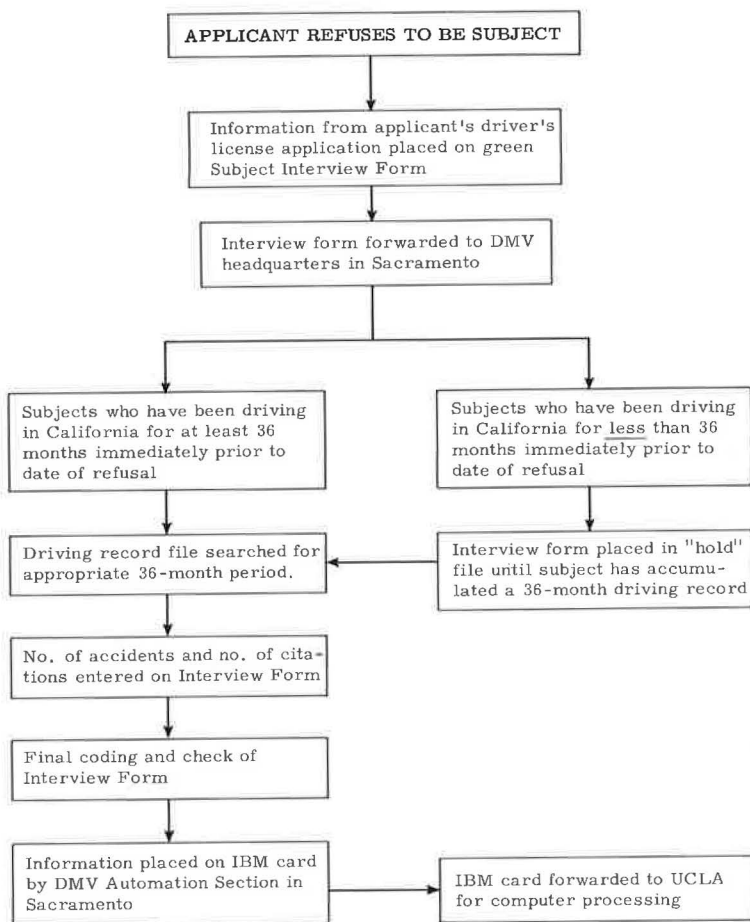 APPLICANT REFUSES TO BE SUBJECT
Information from applicant's driver's
license application placed on green
Subject Interview Form
Interview form forwarded to DMV
headquarters in Sacramento
Subjects who have been driving
in California for at least 36
months immediately prior to
date of refusal
Subjects who have been driving
in California for less than 36
months immediately prior to
date of refusal
Driving record file searched for
appropriate 36-month period.
Interview form placed in "hold"
file until subject has accumu-
lated a 36-month driving record
No. of accidents and no. of cita-
tions entered on Interview Form
Final coding and check of
Interview Form
Information placed on IBM card
by DMV Automation Section in
Sacramento
IBM card forwarded to UCLA
for computer processing